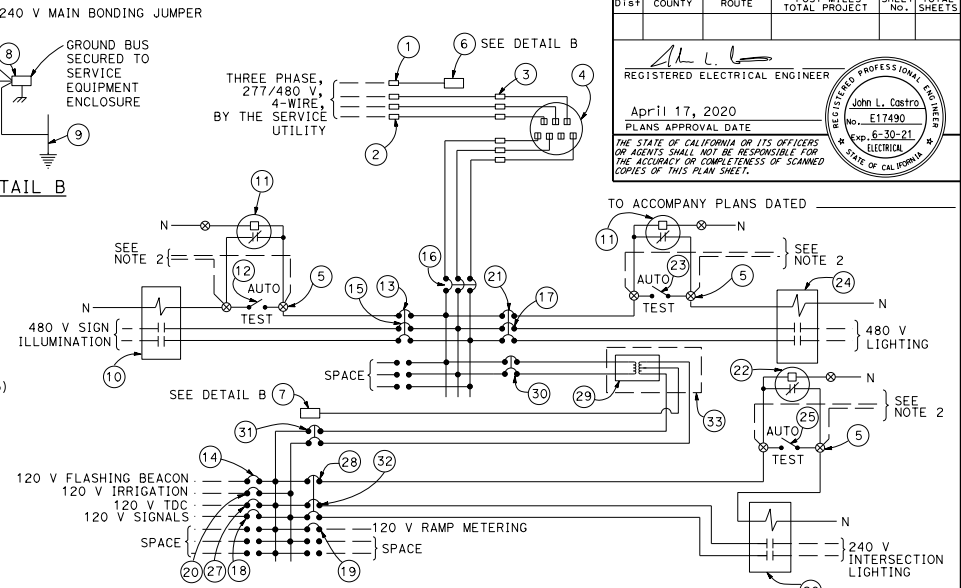 240 V MAIN BONDING JUMPER
8
GROUND BUS
SECURED TO
SERVICE
EQUIPMENT
ENCLOSURE
9
TAIL B
1
6
SEE DETAIL B
THREE PHASE,
277/480 V,
4-WIRE,
BY THE SERVICE
UTILITY
3
4
2
Dist
COUNTY
ROUTE
POST MILES
TOTAL PROJECT
SHEET
No.
TOTAL
SHEETS
REGISTERED ELECTRICAL ENGINEER
April 17, 2020
PLANS APPROVAL DATE
REGISTERED PROFESSIONAL ENGINEER
John L. Castro
No. E17490
Exp. 6-30-21
ELECTRICAL
STATE OF CALIFORNIA
THE STATE OF CALIFORNIA OR ITS OFFICERS
OR AGENTS SHALL NOT BE RESPONSIBLE FOR
THE ACCURACY OR COMPLETENESS OF SCANNED
COPIES OF THIS PLAN SHEET.
TO ACCOMPANY PLANS DATED
11
N
SEE
NOTE 2
12
AUTO
TEST
5
13
15
16
21
17
N
480 V SIGN
ILLUMINATION
10
11
N
SEE
NOTE 2
AUTO
23
TEST
5
24
N
480 V
LIGHTING
SPACE
30
29
33
22
N
SEE
NOTE 2
AUTO
25
TEST
5
SEE DETAIL B
7
31
14
28
32
120 V FLASHING BEACON
120 V IRRIGATION
120 V TDC
120 V SIGNALS
SPACE
20
27
18
19
120 V RAMP METERING
SPACE
N
240 V
INTERSECTION
LIGHTING